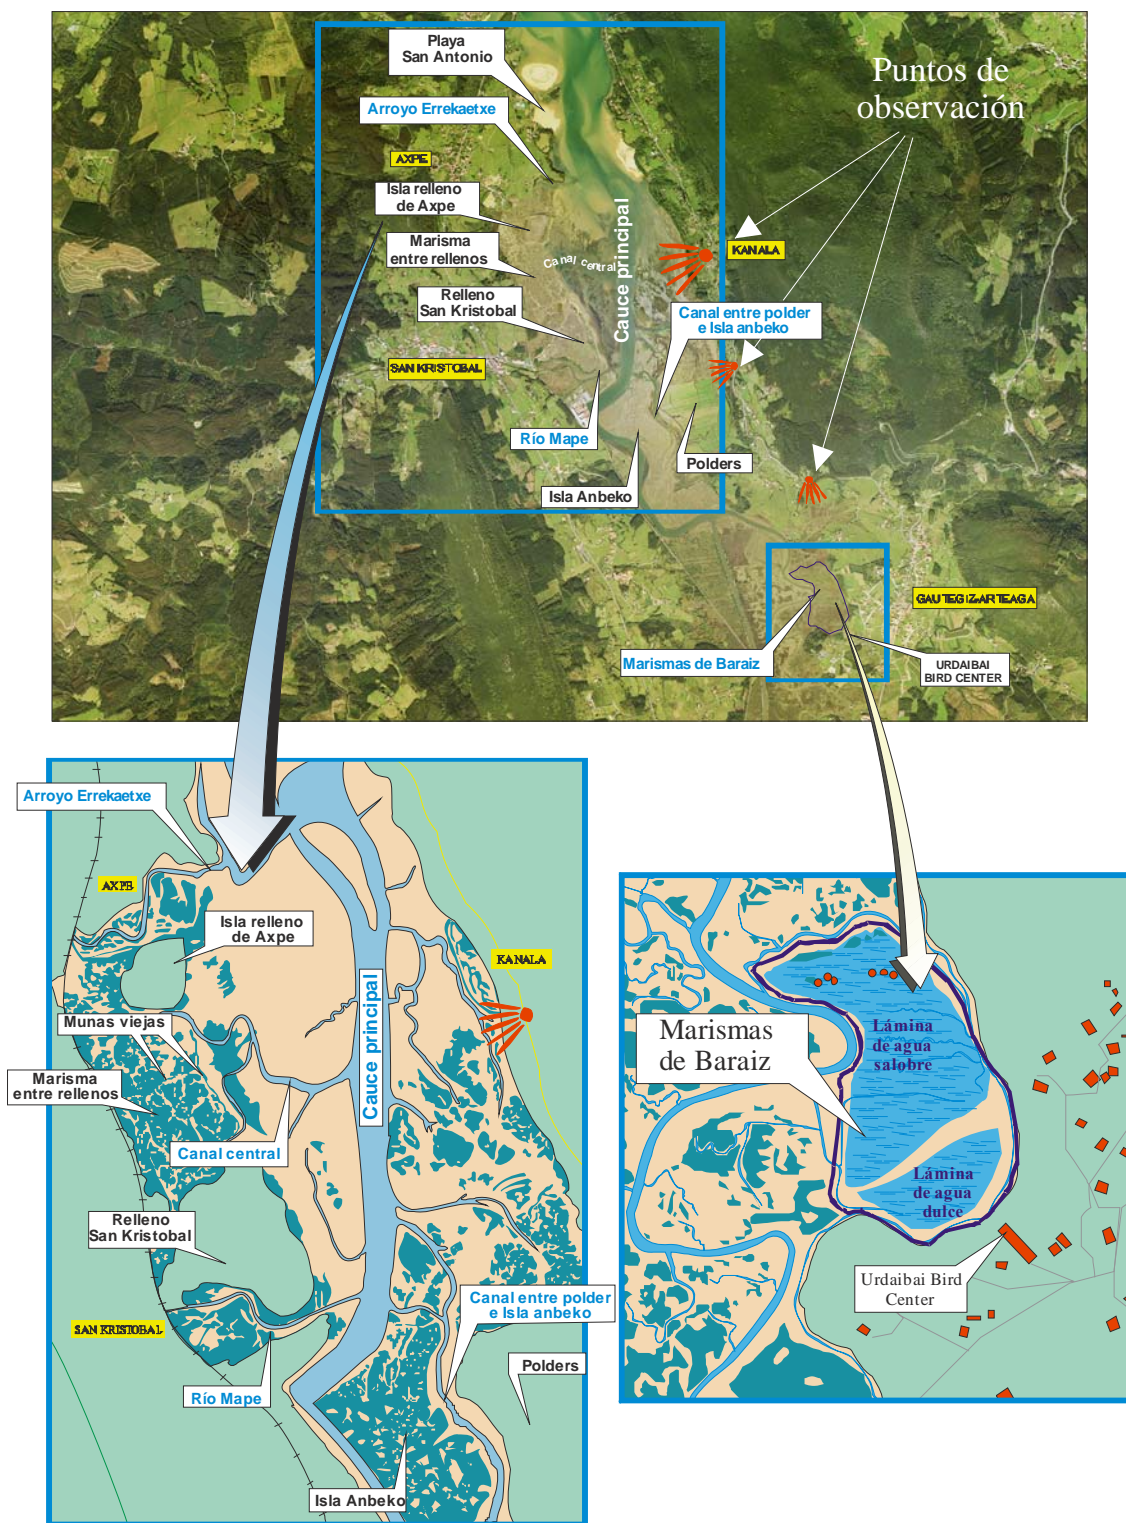 Playa
San Antonio
Puntos de
observación
Arroyo Errekaetxe
AXPE
Isla relleno
de Axpe
Marisma
entre rellenos
Canal central
Cauce principal
KANALA
Relleno
San Kristobal
Canal entre polder
e Isla anbeko
SAN KRISTOBAL
Río Mape
Polders
Isla Anbeko
GAUTEGIZ-ARTEAGA
Marismas de Baraiz
URDAIBAI
BIRD CENTER
Arroyo Errekaetxe
AXPE
Isla relleno
de Axpe
KANALA
Cauce principal
Munas viejas
Marisma
entre rellenos
Canal central
Relleno
San Kristobal
Canal entre polder
e Isla anbeko
SAN KRISTOBAL
Polders
Río Mape
Isla Anbeko
Marismas
de Baraiz
Lámina
de agua
salobre
Lámina
de agua
dulce
Urdaibai Bird
Center